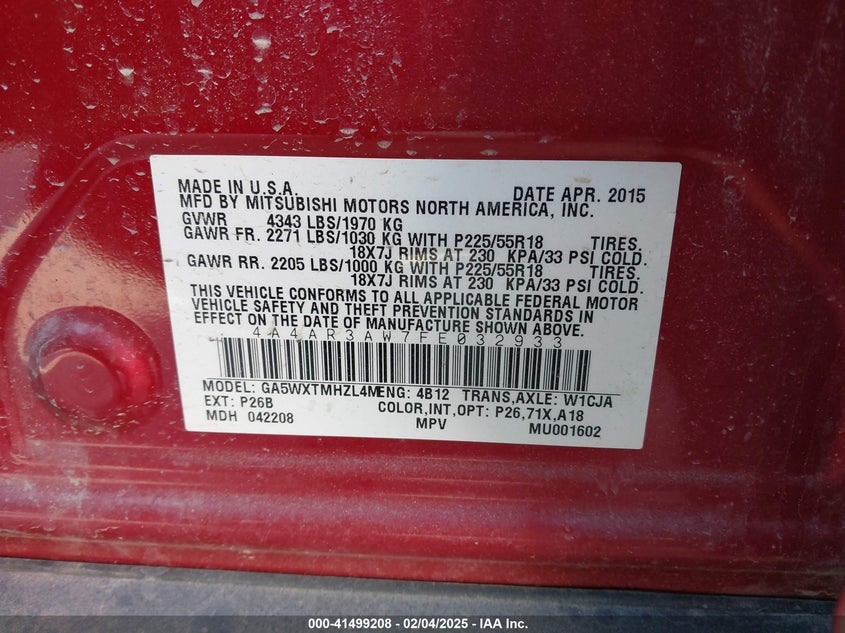 MADE IN U.S.A. DATE APR. 2015
MFD BY MITSUBISHI MOTORS NORTH AMERICA, INC.
GVWR 4343 LBS/1970 KG
GAWR FR. 2271 LBS/1030 KG WITH P225/55R18 TIRES.
18X7J RIMS AT 230 KPA/33 PSI COLD.
GAWR RR. 2205 LBS/1000 KG WITH P225/55R18 TIRES.
18X7J RIMS AT 230 KPA/33 PSI COLD.
THIS VEHICLE CONFORMS TO ALL APPLICABLE FEDERAL MOTOR
VEHICLE SAFETY AND THEFT PREVENTION STANDARDS IN
EFFECT ON THE DATE OF MANUFACTURE SHOWN ABOVE.
4A4AR3AW7FE032933
MODEL: GA5WXTMHZL4M ENG: 4B12 TRANS,AXLE: W1CJA
EXT: P26B COLOR,INT,OPT: P26,71X,A18
MDH 042208 MPV MU001602
000-41499208 - 02/04/2025 - IAA Inc.